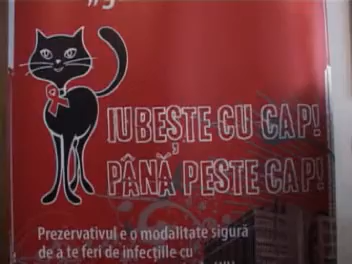 IUBEȘTE CU CAP!
PÂNĂ PESTE CAP!
Prezervativul e o modalitate sigură
de a te feri de infecțiile cu